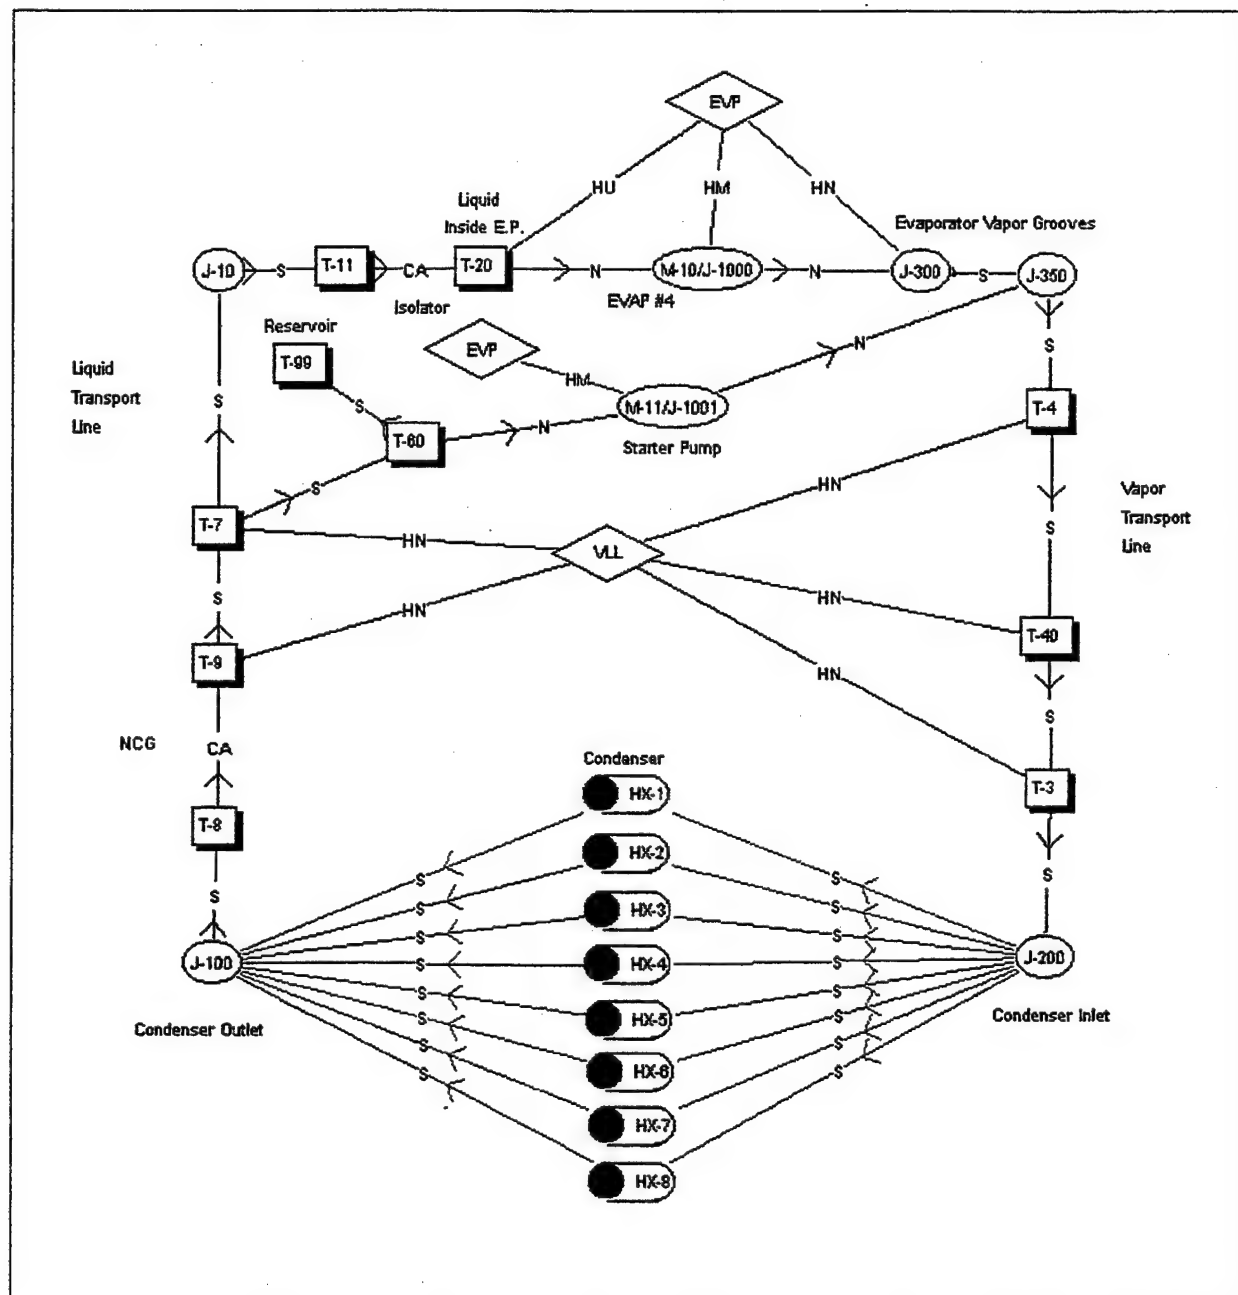 EVP
HU
HM
HN
Liquid
Inside E.P.
Evaporator Vapor Grooves
J-10
S
T-11
CA
T-20
N
M-10/J-1000
N
J-300
S
J-350
Isolator
EVAP #4
Reservoir
T-99
EVP
HM
N
S
Liquid
Transport
Line
S
S
M-11/J-1001
T-4
T-60
N
Starter Pump
S
HN
Vapor
Transport
Line
T-7
HN
VLL
S
S
HN
HN
T-9
T-40
HN
S
NCG
CA
Condenser
T-3
HX-1
T-8
HX-2
S
S
S
S
S
S
HX-3
S
S
S
J-100
S
HX-4
S
J-200
S
S
Condenser Outlet
HX-5
Condenser Inlet
S
S
S
S
HX-6
S
S
HX-7
HX-8